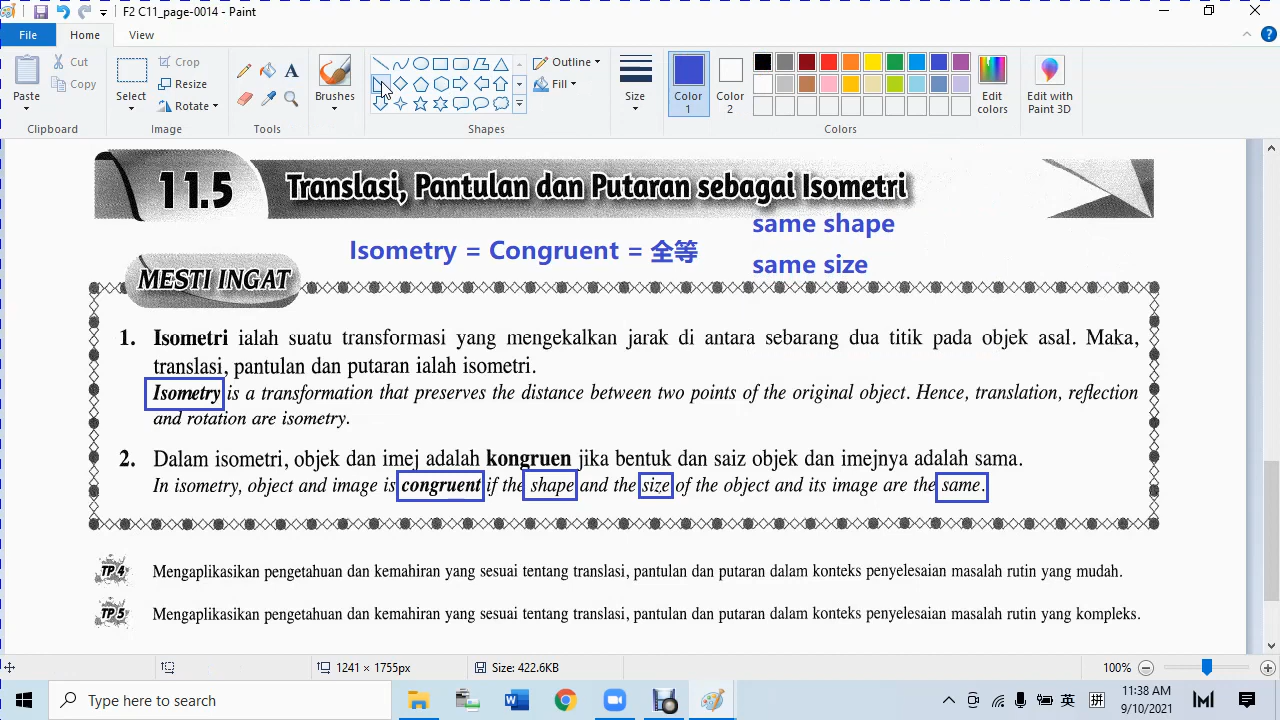 F2 C11_page-0014 - Paint
File Home View
Cut
Copy
Paste
Clipboard
Select
Crop
Resize
Rotate
Image
A
Tools
Brushes
Outline
Fill
Shapes
Size
Color 1
Color 2
Edit colors
Edit with Paint 3D
Colors
11.5 Translasi, Pantulan dan Putaran sebagai Isometri
same shape
Isometry = Congruent = 全等
same size
MESTI INGAT
1. Isometri ialah suatu transformasi yang mengekalkan jarak di antara sebarang dua titik pada objek asal. Maka,
translasi, pantulan dan putaran ialah isometri.
Isometry is a transformation that preserves the distance between two points of the original object. Hence, translation, reflection
and rotation are isometry.
2. Dalam isometri, objek dan imej adalah kongruen jika bentuk dan saiz objek dan imejnya adalah sama.
In isometry, object and image is congruent if the shape and the size of the object and its image are the same.
TP 4 Mengaplikasikan pengetahuan dan kemahiran yang sesuai tentang translasi, pantulan dan putaran dalam konteks penyelesaian masalah rutin yang mudah.
TP 5 Mengaplikasikan pengetahuan dan kemahiran yang sesuai tentang translasi, pantulan dan putaran dalam konteks penyelesaian masalah rutin yang kompleks.
1241 × 1755px
Size: 422.6KB
100%
Type here to search
英
拼
11:38 AM
9/10/2021